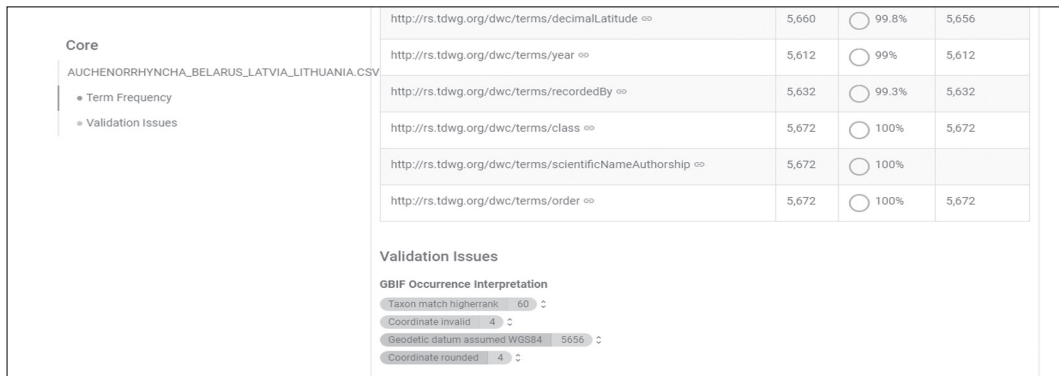 Core
AUCHENORRHYNCHA_BELARUS_LATVIA_LITHUANIA.CSV
Term Frequency
Validation Issues
http://rs.tdwg.org/dwc/terms/decimalLatitude 5,660 99.8% 5,656
http://rs.tdwg.org/dwc/terms/year 5,612 99% 5,612
http://rs.tdwg.org/dwc/terms/recordedBy 5,632 99.3% 5,632
http://rs.tdwg.org/dwc/terms/class 5,672 100% 5,672
http://rs.tdwg.org/dwc/terms/scientificNameAuthorship 5,672 100%
http://rs.tdwg.org/dwc/terms/order 5,672 100% 5,672
Validation Issues
GBIF Occurrence Interpretation
Taxon match higherrank 60
Coordinate invalid 4
Geodetic datum assumed WGS84 5656
Coordinate rounded 4